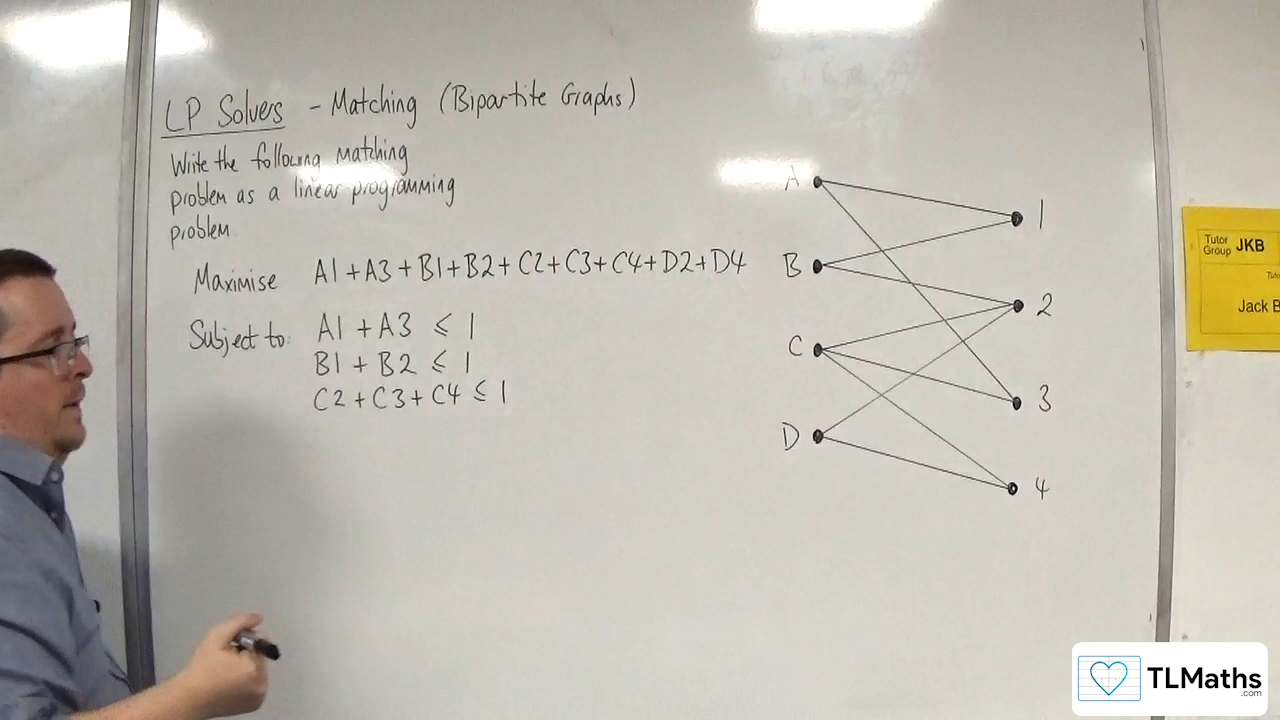 LP Solvers - Matching (Bipartite Graphs)
Write the following matching
problem as a linear programming
problem
Maximise A1 + A3 + B1 + B2 + C2 + C3 + C4 + D2 + D4
Subject to: A1 + A3 ≤ 1
B1 + B2 ≤ 1
C2 + C3 + C4 ≤ 1
A
B
C
D
1
2
3
4
Tutor
Group JKB
Jack B
TLMaths
.com